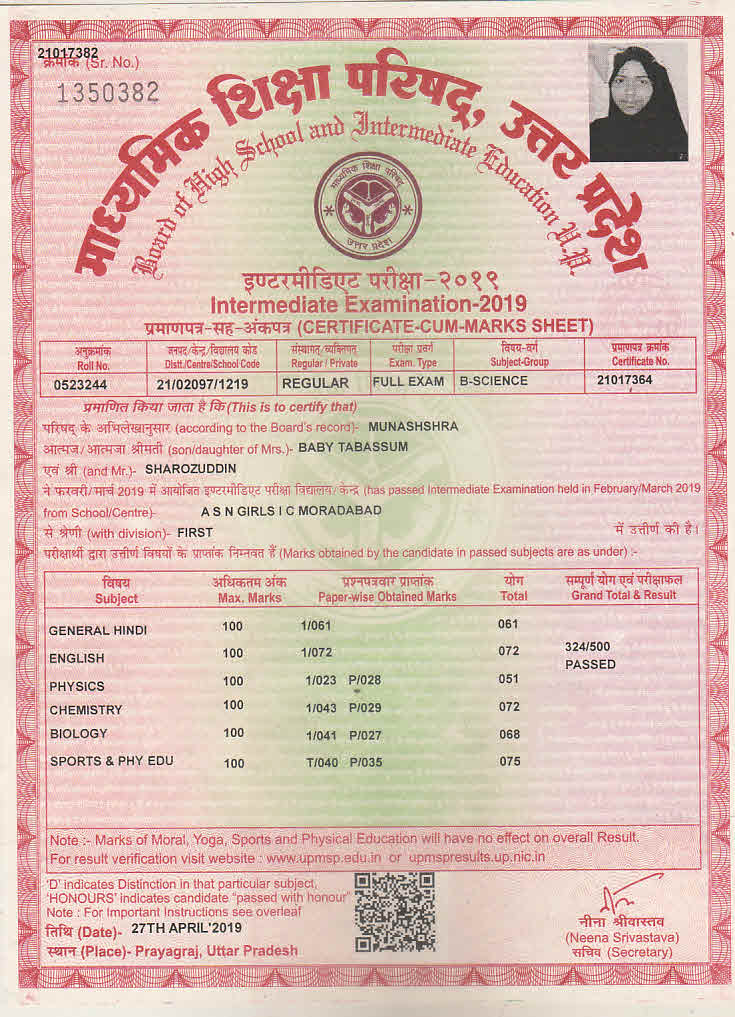 21017382
क्रमांक (Sr. No.)
1350382
माध्यमिक शिक्षा परिषद्, उत्तर प्रदेश
Board of High School and Intermediate Education U.P.
माध्यमिक शिक्षा परिषद्
उत्तर प्रदेश
इण्टरमीडिएट परीक्षा-२०१९
Intermediate Examination-2019
प्रमाणपत्र-सह-अंकपत्र (CERTIFICATE-CUM-MARKS SHEET)
अनुक्रमांक जनपद/केन्द्र/विद्यालय कोड संस्थागत/व्यक्तिगत परीक्षा प्रवर्ग विषय-वर्ग प्रमाणपत्र क्रमांक
Roll No. Distt./Centre/School Code Regular / Private Exam. Type Subject-Group Certificate No.
0523244 21/02097/1219 REGULAR FULL EXAM B-SCIENCE 21017364
प्रमाणित किया जाता है कि (This is to certify that)
परिषद् के अभिलेखानुसार (according to the Board's record)- MUNASHSHRA
आत्मज/आत्मजा श्रीमती (son/daughter of Mrs.)- BABY TABASSUM
एवं श्री (and Mr.)- SHAROZUDDIN
ने फरवरी/मार्च 2019 में आयोजित इण्टरमीडिएट परीक्षा विद्यालय/केन्द्र (has passed Intermediate Examination held in February/March 2019
from School/Centre)- A S N GIRLS I C MORADABAD
से श्रेणी (with division)- FIRST में उत्तीर्ण की है।
परीक्षार्थी द्वारा उत्तीर्ण विषयों के प्राप्तांक निम्नवत हैं (Marks obtained by the candidate in passed subjects are as under) :-
विषय अधिकतम अंक प्रश्नपत्रवार प्राप्तांक योग सम्पूर्ण योग एवं परीक्षाफल
Subject Max. Marks Paper-wise Obtained Marks Total Grand Total & Result
GENERAL HINDI 100 1/061 061
324/500
ENGLISH 100 1/072 072
PASSED
PHYSICS 100 1/023 P/028 051
CHEMISTRY 100 1/043 P/029 072
BIOLOGY 100 1/041 P/027 068
SPORTS & PHY EDU 100 T/040 P/035 075
Note :- Marks of Moral, Yoga, Sports and Physical Education will have no effect on overall Result.
For result verification visit website : www.upmsp.edu.in or upmspresults.up.nic.in
'D' indicates Distinction in that particular subject,
'HONOURS' indicates candidate "passed with honour"
Note : For Important Instructions see overleaf
तिथि (Date)- 27TH APRIL'2019
स्थान (Place)- Prayagraj, Uttar Pradesh
नीना श्रीवास्तव
(Neena Srivastava)
सचिव (Secretary)